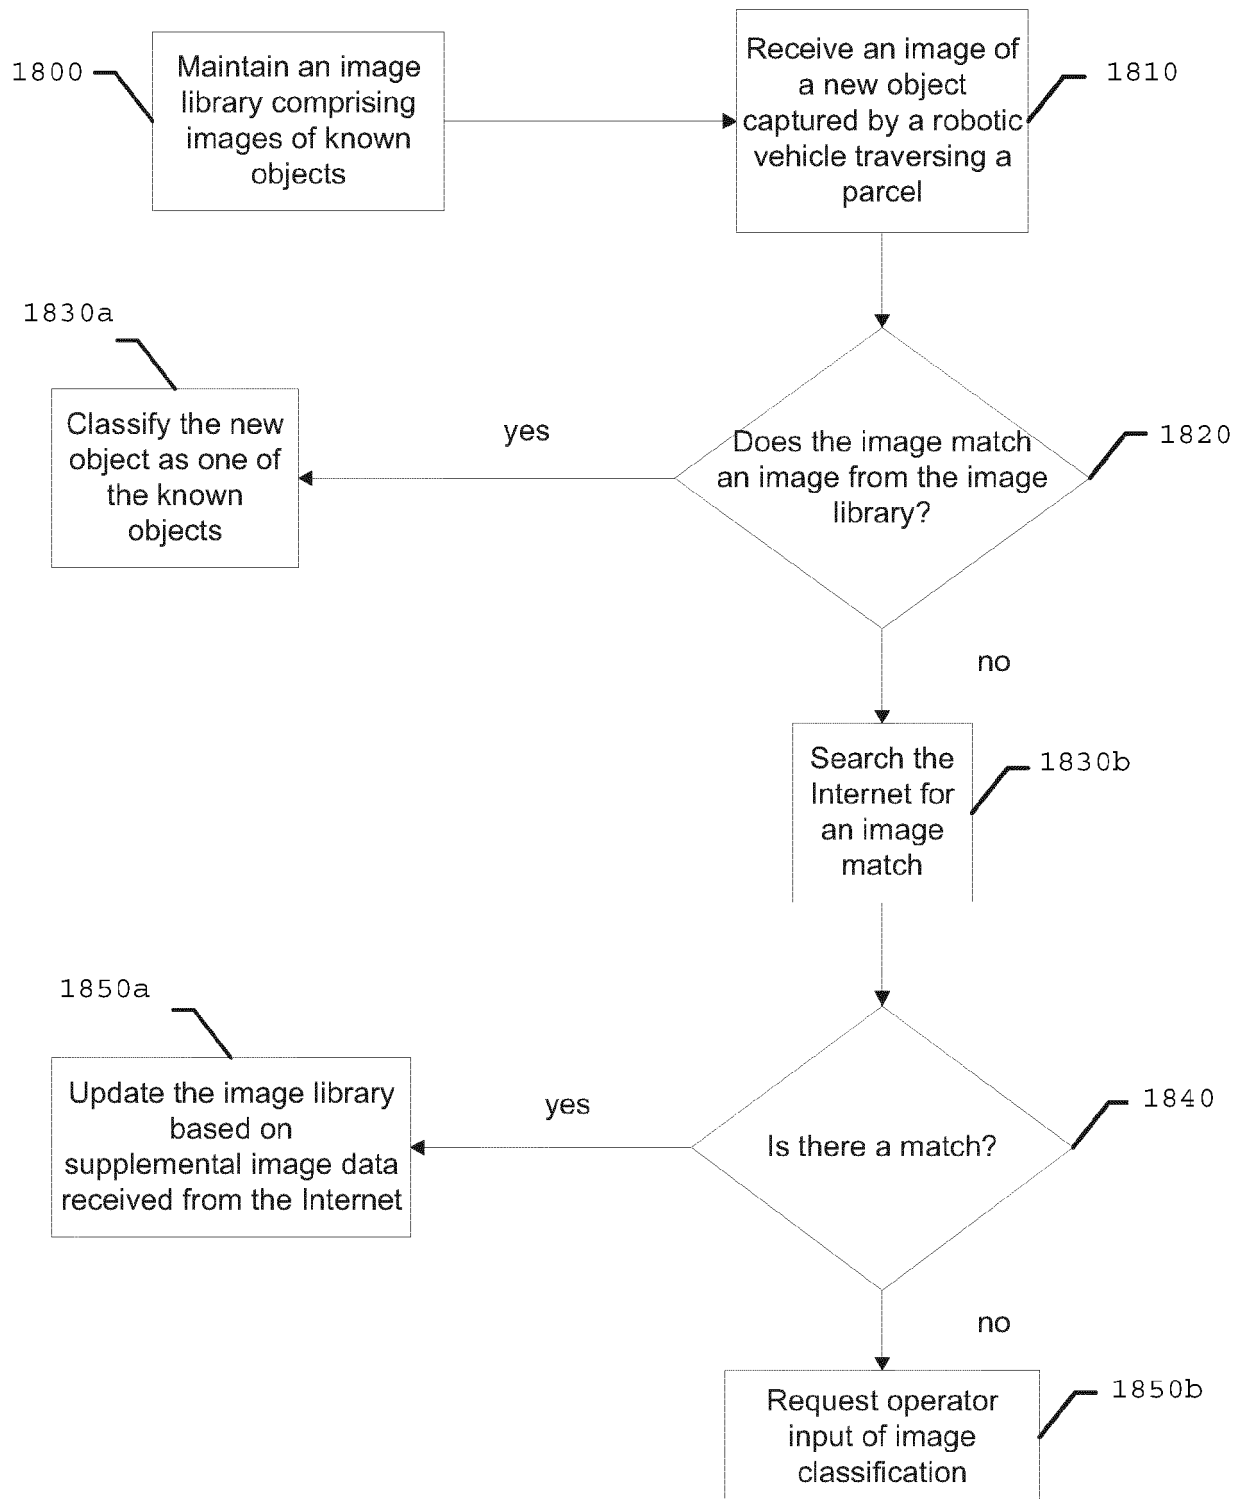 1800
Maintain an image
library comprising
images of known
objects
Receive an image of
a new object
captured by a robotic
vehicle traversing a
parcel
1810
1830a
Classify the new
object as one of
the known
objects
yes
Does the image match
an image from the image
library?
1820
no
Search the
Internet for
an image
match
1830b
1850a
Update the image library
based on
supplemental image data
received from the Internet
yes
Is there a match?
1840
no
Request operator
input of image
classification
1850b